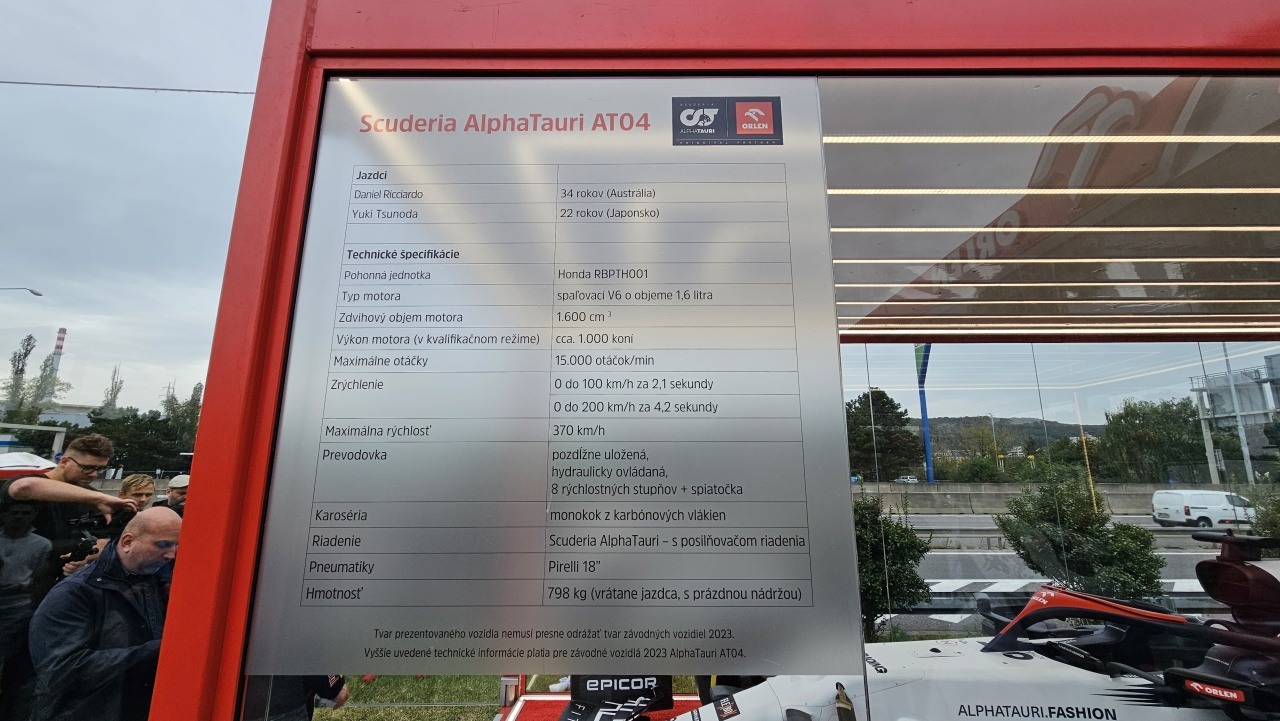 Scuderia AlphaTauri AT04
ALPHATAURI
ORLEN
Jazdci
Daniel Ricciardo 34 rokov (Austrália)
Yuki Tsunoda 22 rokov (Japonsko)
Technické špecifikácie
Pohonná jednotka Honda RBPTH001
Typ motora spaľovací V6 o objeme 1,6 litra
Zdvihový objem motora 1.600 cm ³
Výkon motora (v kvalifikačnom režime) cca. 1.000 koní
Maximálne otáčky 15.000 otáčok/min
Zrýchlenie 0 do 100 km/h za 2,1 sekundy
0 do 200 km/h za 4,2 sekundy
Maximálna rýchlosť 370 km/h
Prevodovka pozdĺžne uložená,
hydraulicky ovládaná,
8 rýchlostných stupňov + spiatočka
Karoséria monokok z karbónových vlákien
Riadenie Scuderia AlphaTauri – s posilňovačom riadenia
Pneumatiky Pirelli 18"
Hmotnosť 798 kg (vrátane jazdca, s prázdnou nádržou)
Tvar prezentovaného vozidla nemusí presne odrážať tvar závodných vozidiel 2023.
Vyššie uvedené technické informácie platia pre závodné vozidlá 2023 AlphaTauri AT04.
ORLEN
EPICOR
ORLEN
ALPHATAURI.FASHION